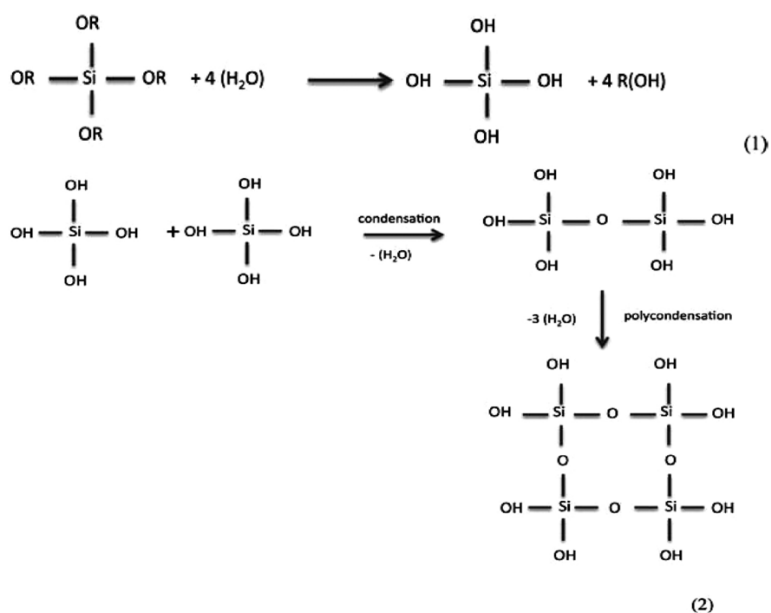 OR OH
OR Si OR + 4 (H₂O) OH Si OH + 4 R(OH)
OR OH
(1)
OH OH OH OH
OH Si OH + OH Si OH condensation OH Si O Si OH
- (H₂O)
OH OH OH OH
-3 (H₂O) polycondensation
OH OH
OH Si O Si OH
O O
OH Si O Si OH
OH OH
(2)